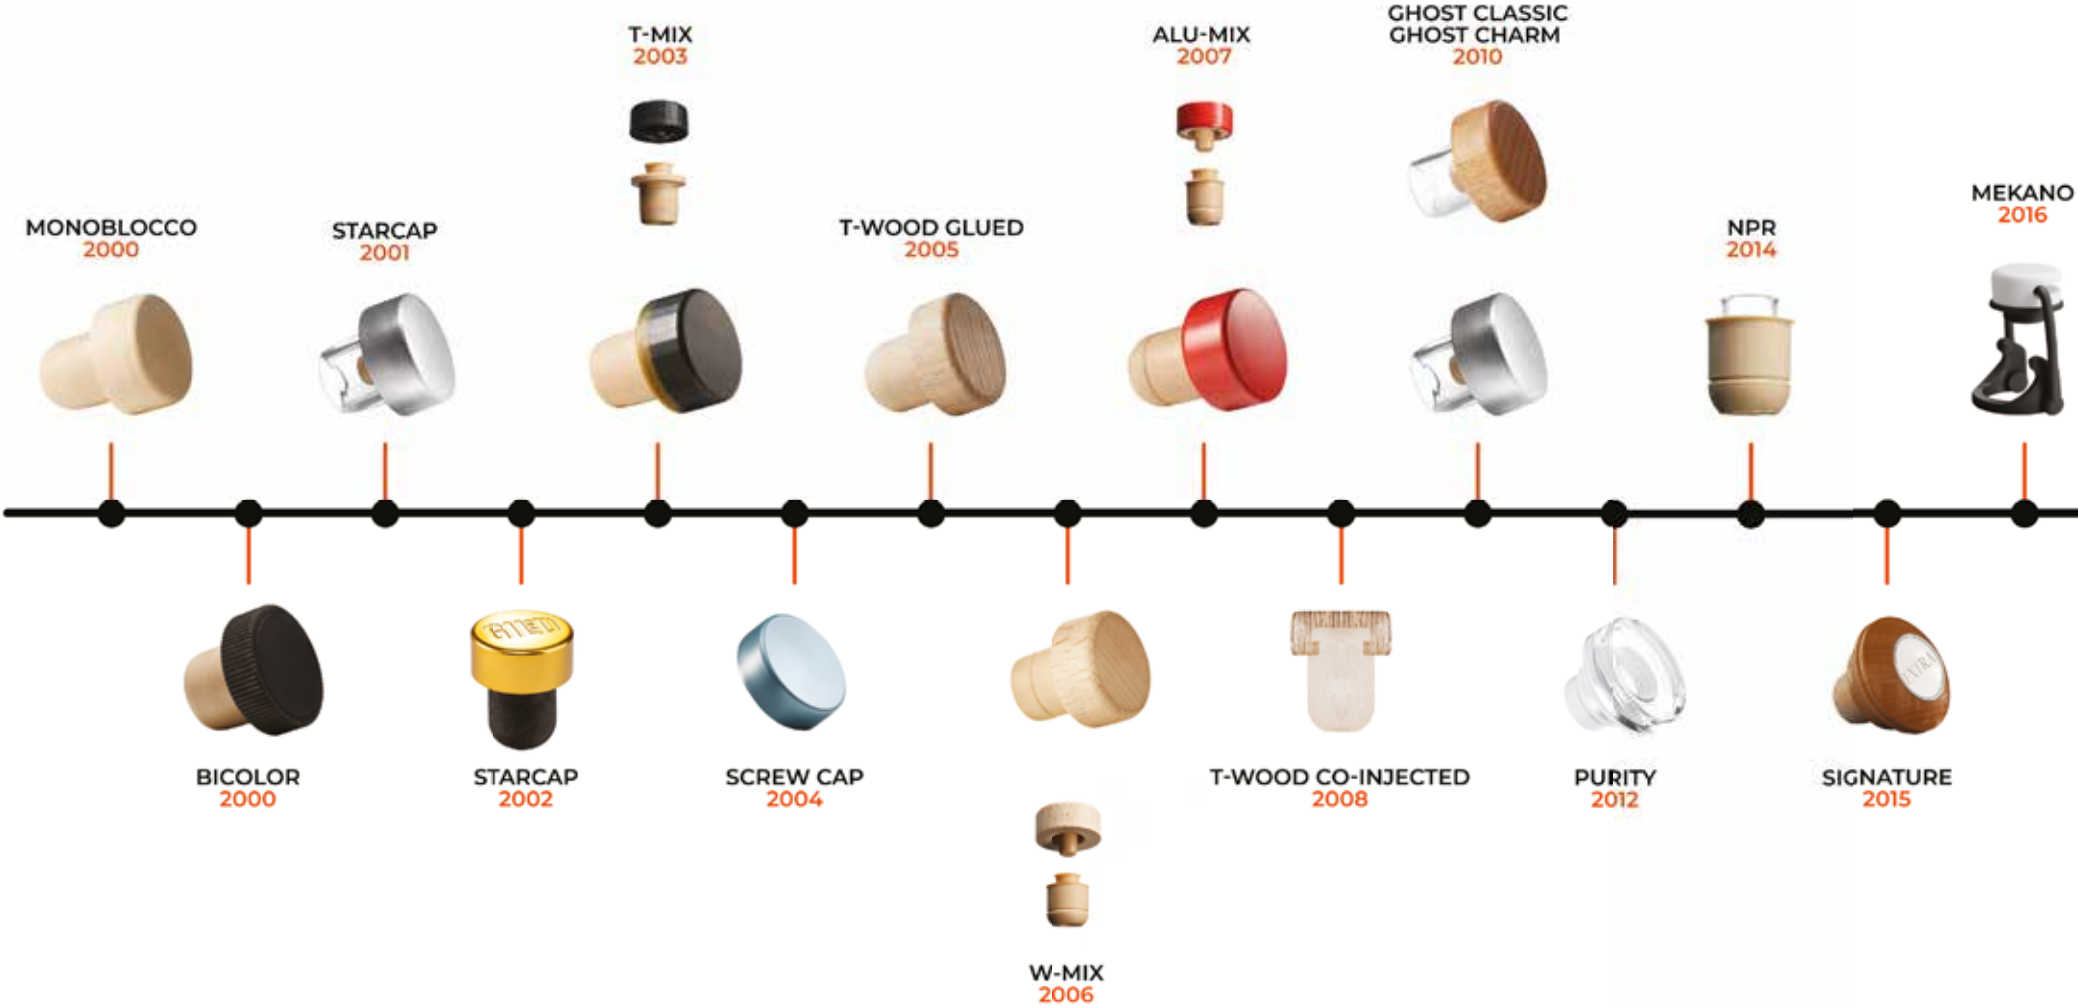 MONOBLOCCO
2000
BICOLOR
2000
STARCAP
2001
STARCAP
2002
T-MIX
2003
SCREW CAP
2004
T-WOOD GLUED
2005
W-MIX
2006
ALU-MIX
2007
T-WOOD CO-INJECTED
2008
GHOST CLASSIC
GHOST CHARM
2010
PURITY
2012
NPR
2014
SIGNATURE
2015
EXTRA
MEKANO
2016